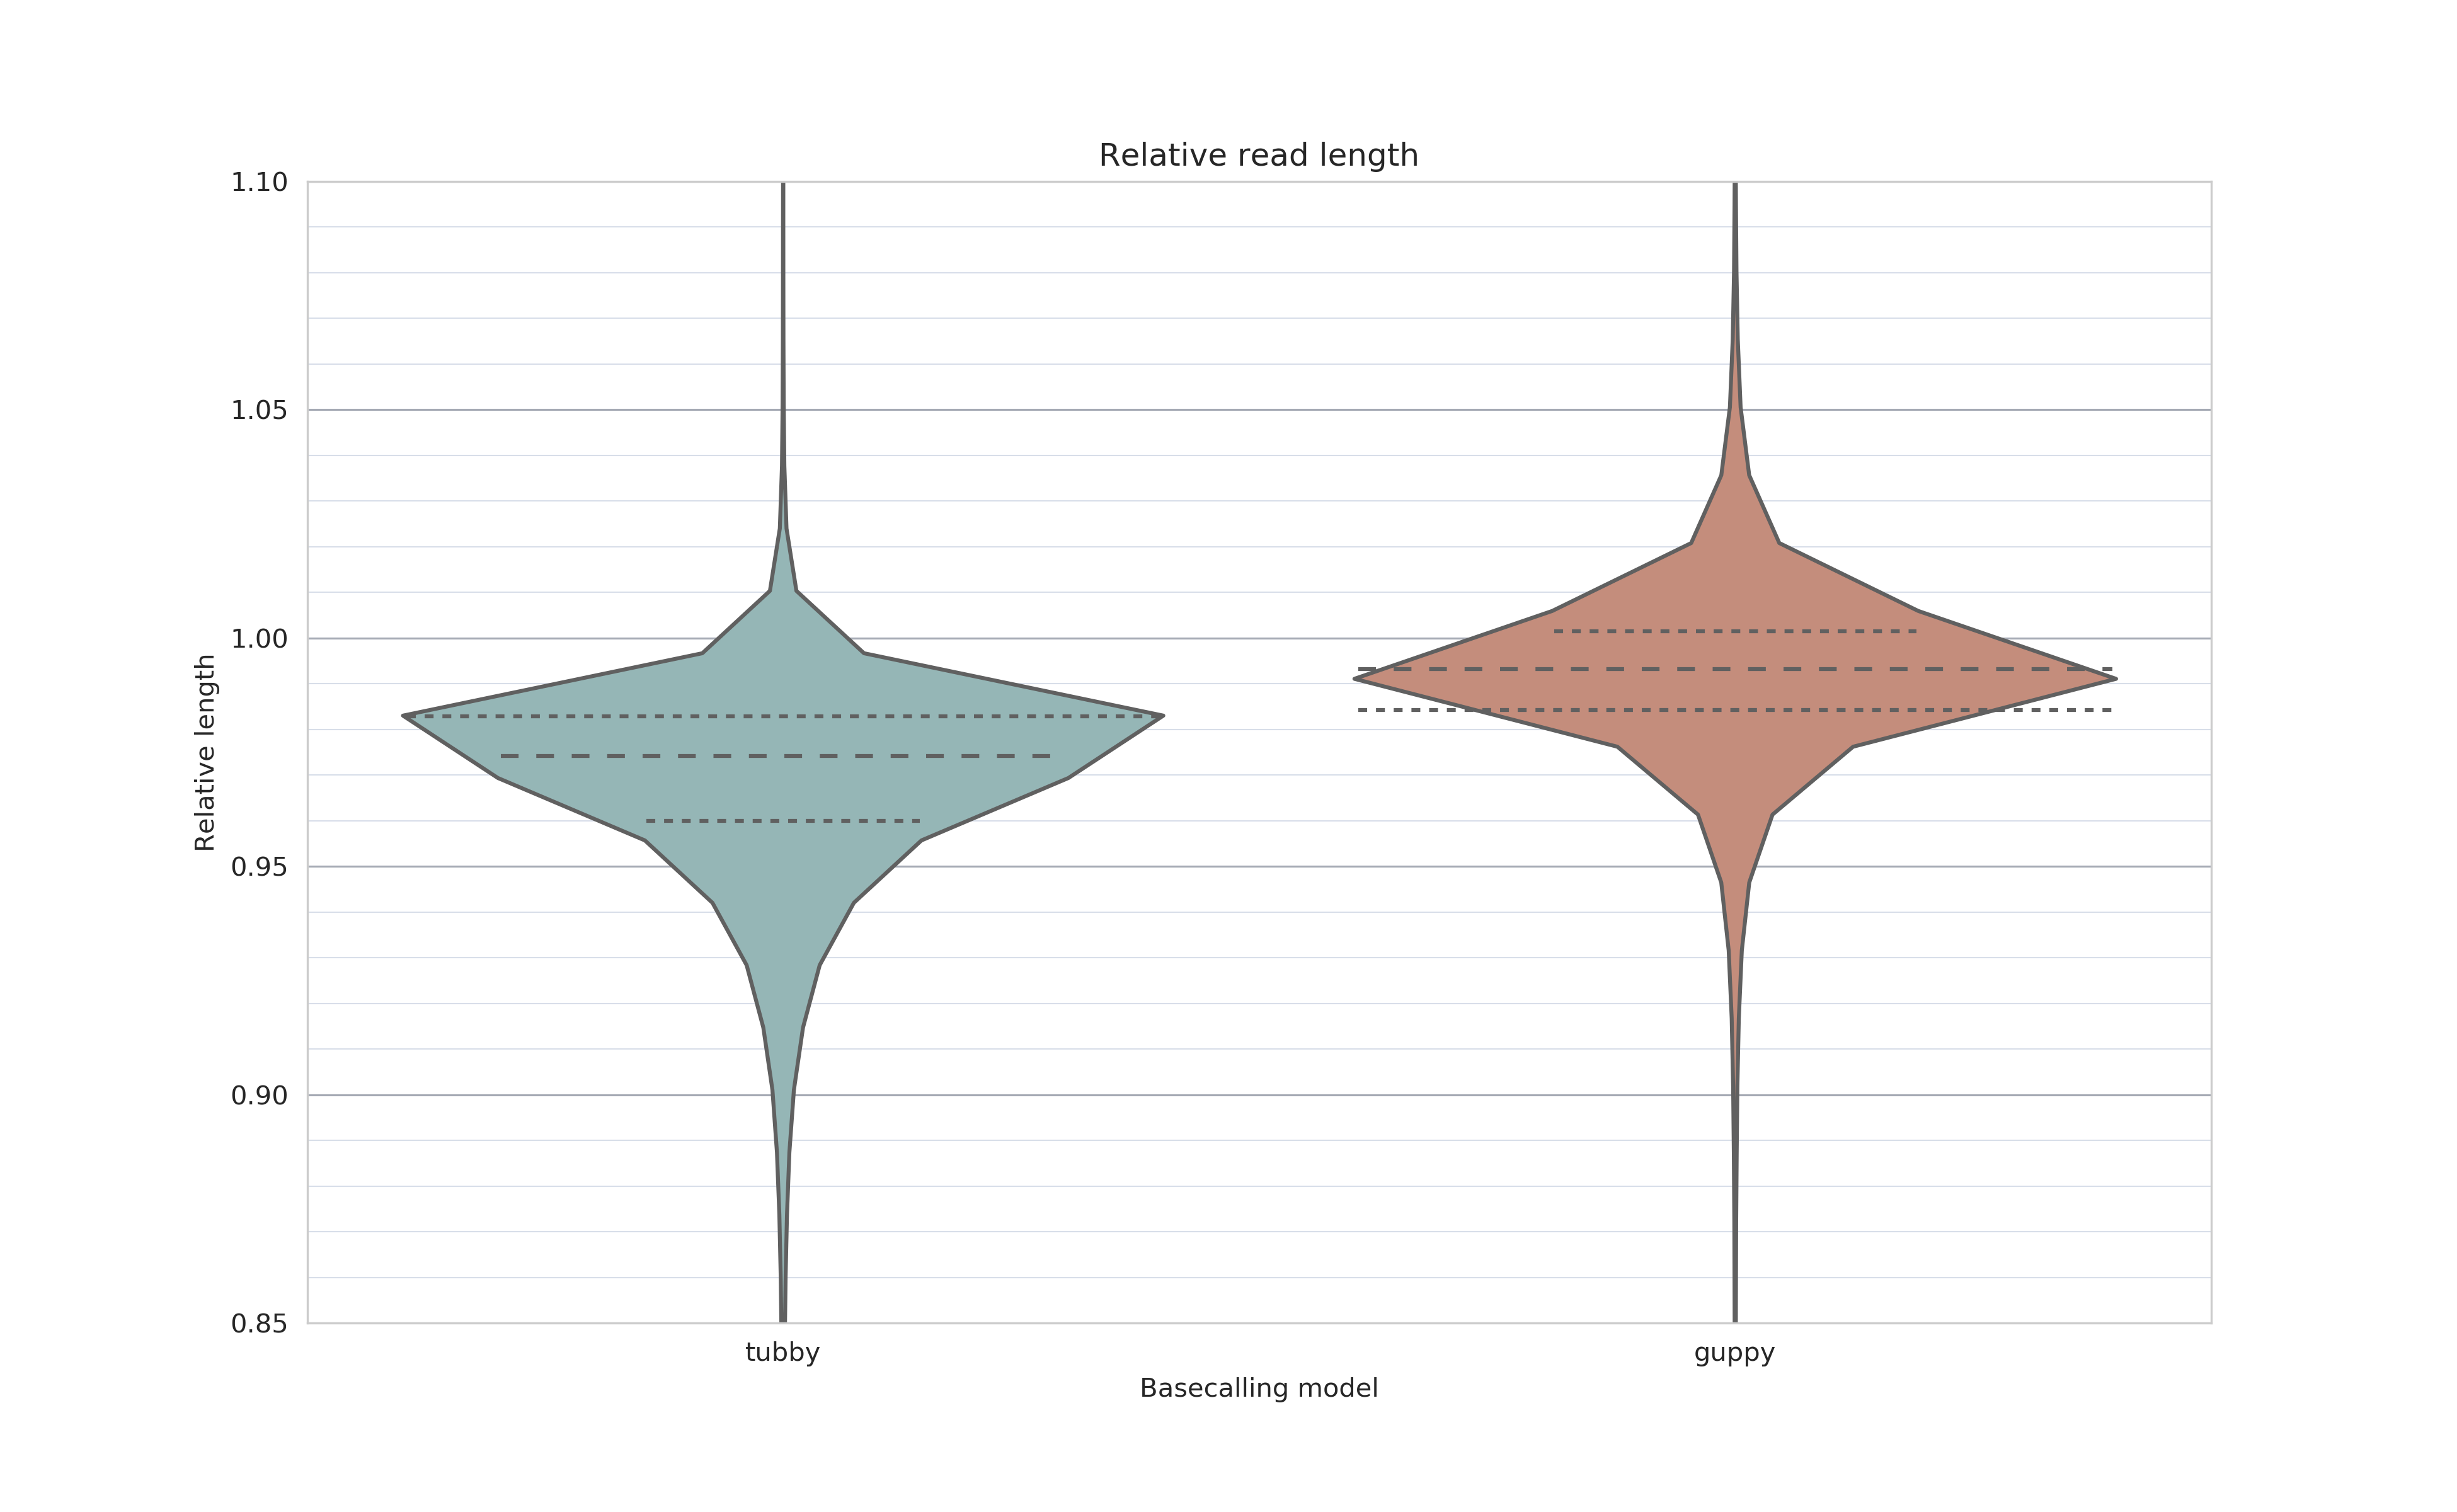 Relative read length
1.10
1.05
1.00
0.95
0.90
0.85
Relative length
tubby
guppy
Basecalling model